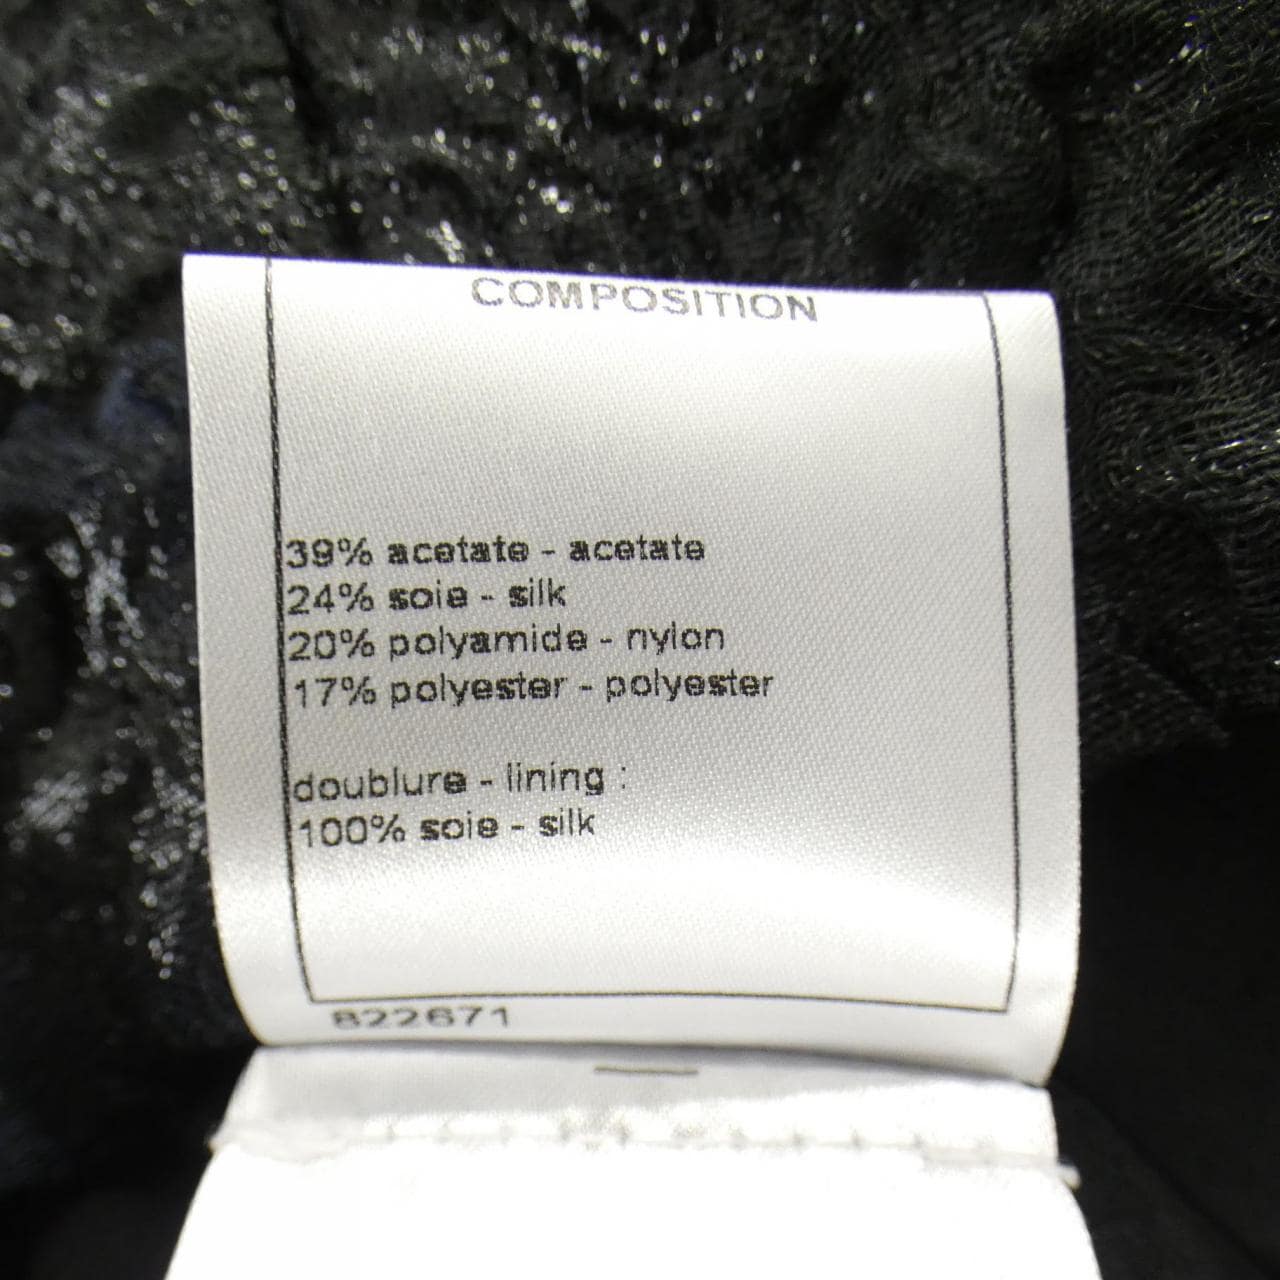 COMPOSITION
39% acetate - acetate
24% soie - silk
20% polyamide - nylon
17% polyester - polyester
doublure - lining :
100% soie - silk
822671